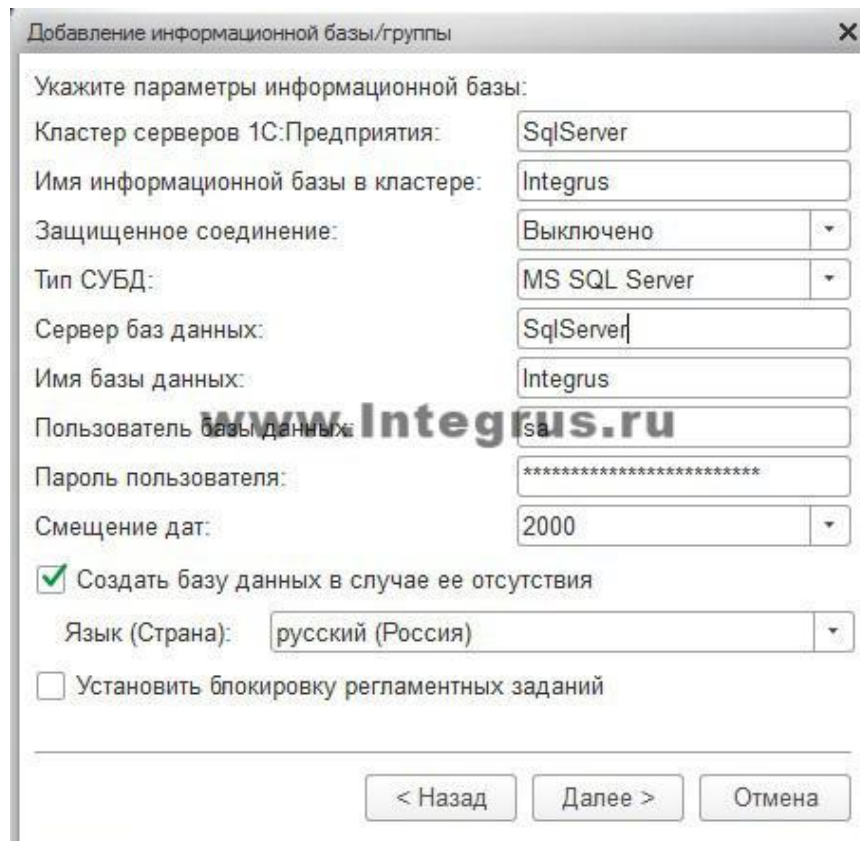 Добавление информационной базы/группы
Укажите параметры информационной базы:
Кластер серверов 1С:Предприятия: SqlServer
Имя информационной базы в кластере: Integrus
Защищенное соединение: Выключено
Тип СУБД: MS SQL Server
Сервер баз данных: SqlServer
Имя базы данных: Integrus
www.Integrus.ru
Пользователь базы данных: sa
Пароль пользователя: *************************
Смещение дат: 2000
Создать базу данных в случае ее отсутствия
Язык (Страна): русский (Россия)
Установить блокировку регламентных заданий
< Назад Далее > Отмена